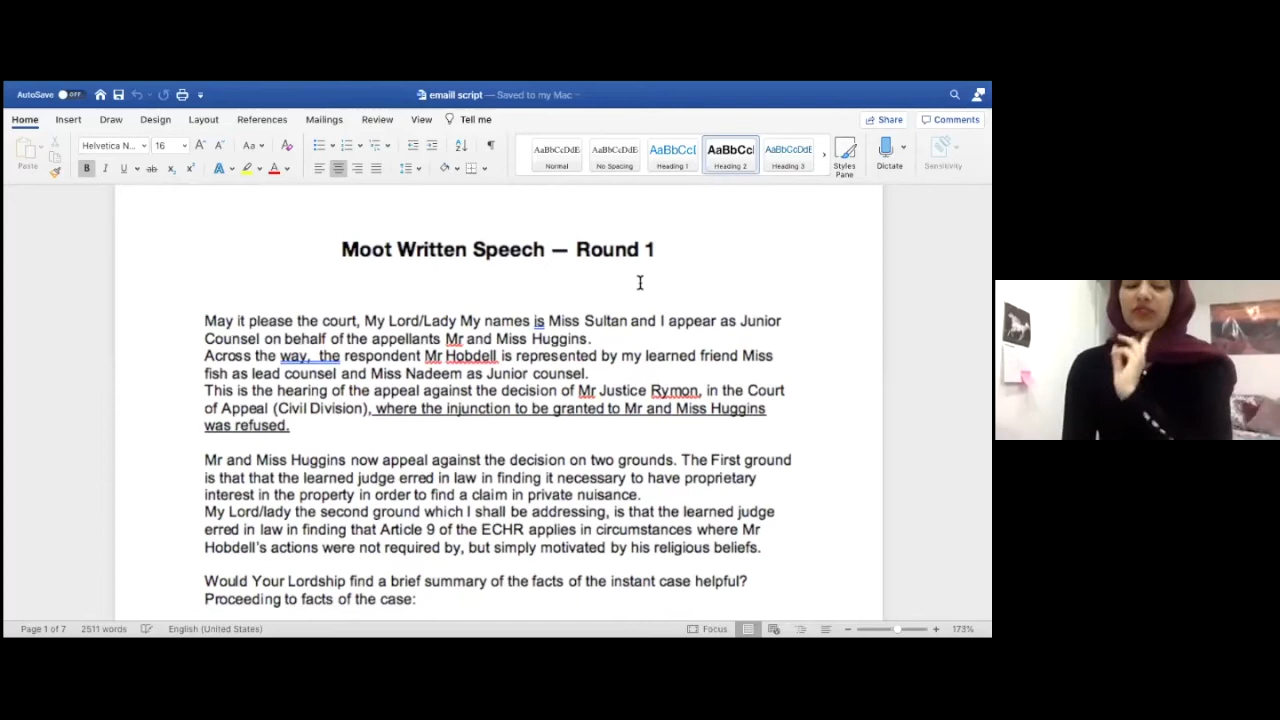 AutoSave OFF emaill script — Saved to my Mac
Home Insert Draw Design Layout References Mailings Review View Tell me Share Comments
Paste Helvetica N... 16 AaBbCcDdE AaBbCcDdE AaBbCcI AaBbCcI AaBbCcDdE
Normal No Spacing Heading 1 Heading 2 Heading 3 Styles Pane Dictate Sensitivity
Moot Written Speech — Round 1
May it please the court, My Lord/Lady My names is Miss Sultan and I appear as Junior
Counsel on behalf of the appellants Mr and Miss Huggins.
Across the way, the respondent Mr Hobdell is represented by my learned friend Miss
fish as lead counsel and Miss Nadeem as Junior counsel.
This is the hearing of the appeal against the decision of Mr Justice Rymon, in the Court
of Appeal (Civil Division), where the injunction to be granted to Mr and Miss Huggins
was refused.
Mr and Miss Huggins now appeal against the decision on two grounds. The First ground
is that that the learned judge erred in law in finding it necessary to have proprietary
interest in the property in order to find a claim in private nuisance.
My Lord/lady the second ground which I shall be addressing, is that the learned judge
erred in law in finding that Article 9 of the ECHR applies in circumstances where Mr
Hobdell's actions were not required by, but simply motivated by his religious beliefs.
Would Your Lordship find a brief summary of the facts of the instant case helpful?
Proceeding to facts of the case:
Page 1 of 7 2511 words English (United States) Focus 173%